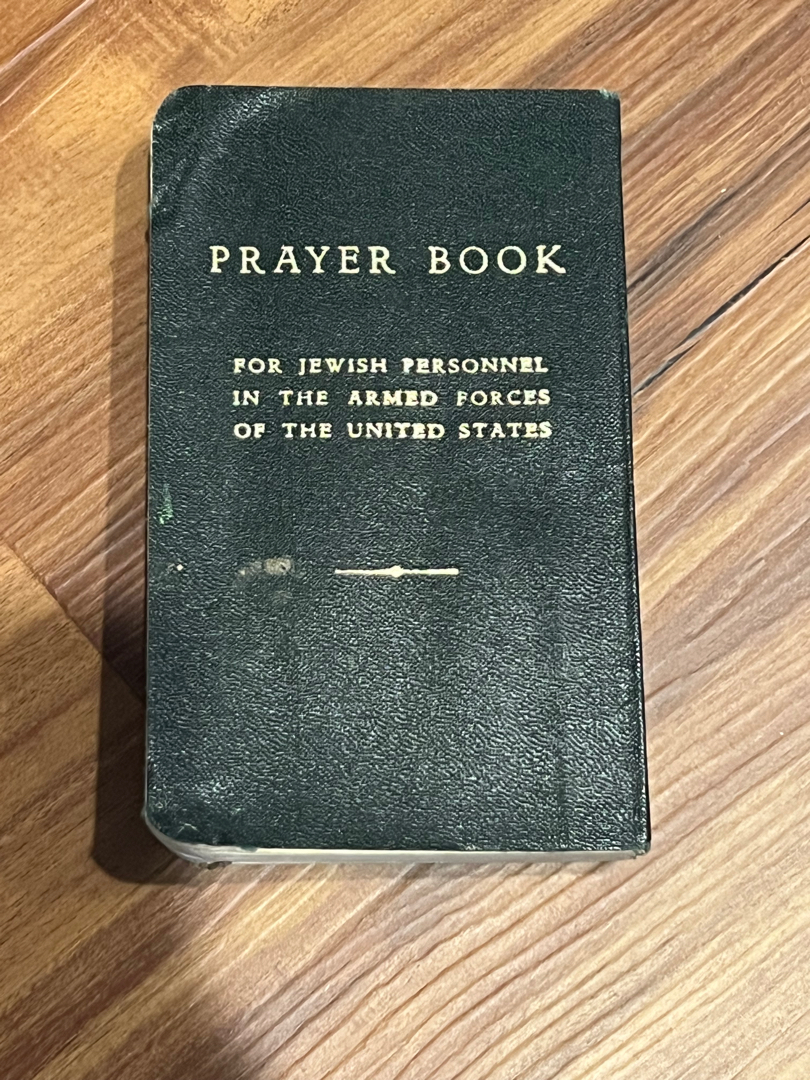 PRAYER BOOK
FOR JEWISH PERSONNEL
IN THE ARMED FORCES
OF THE UNITED STATES